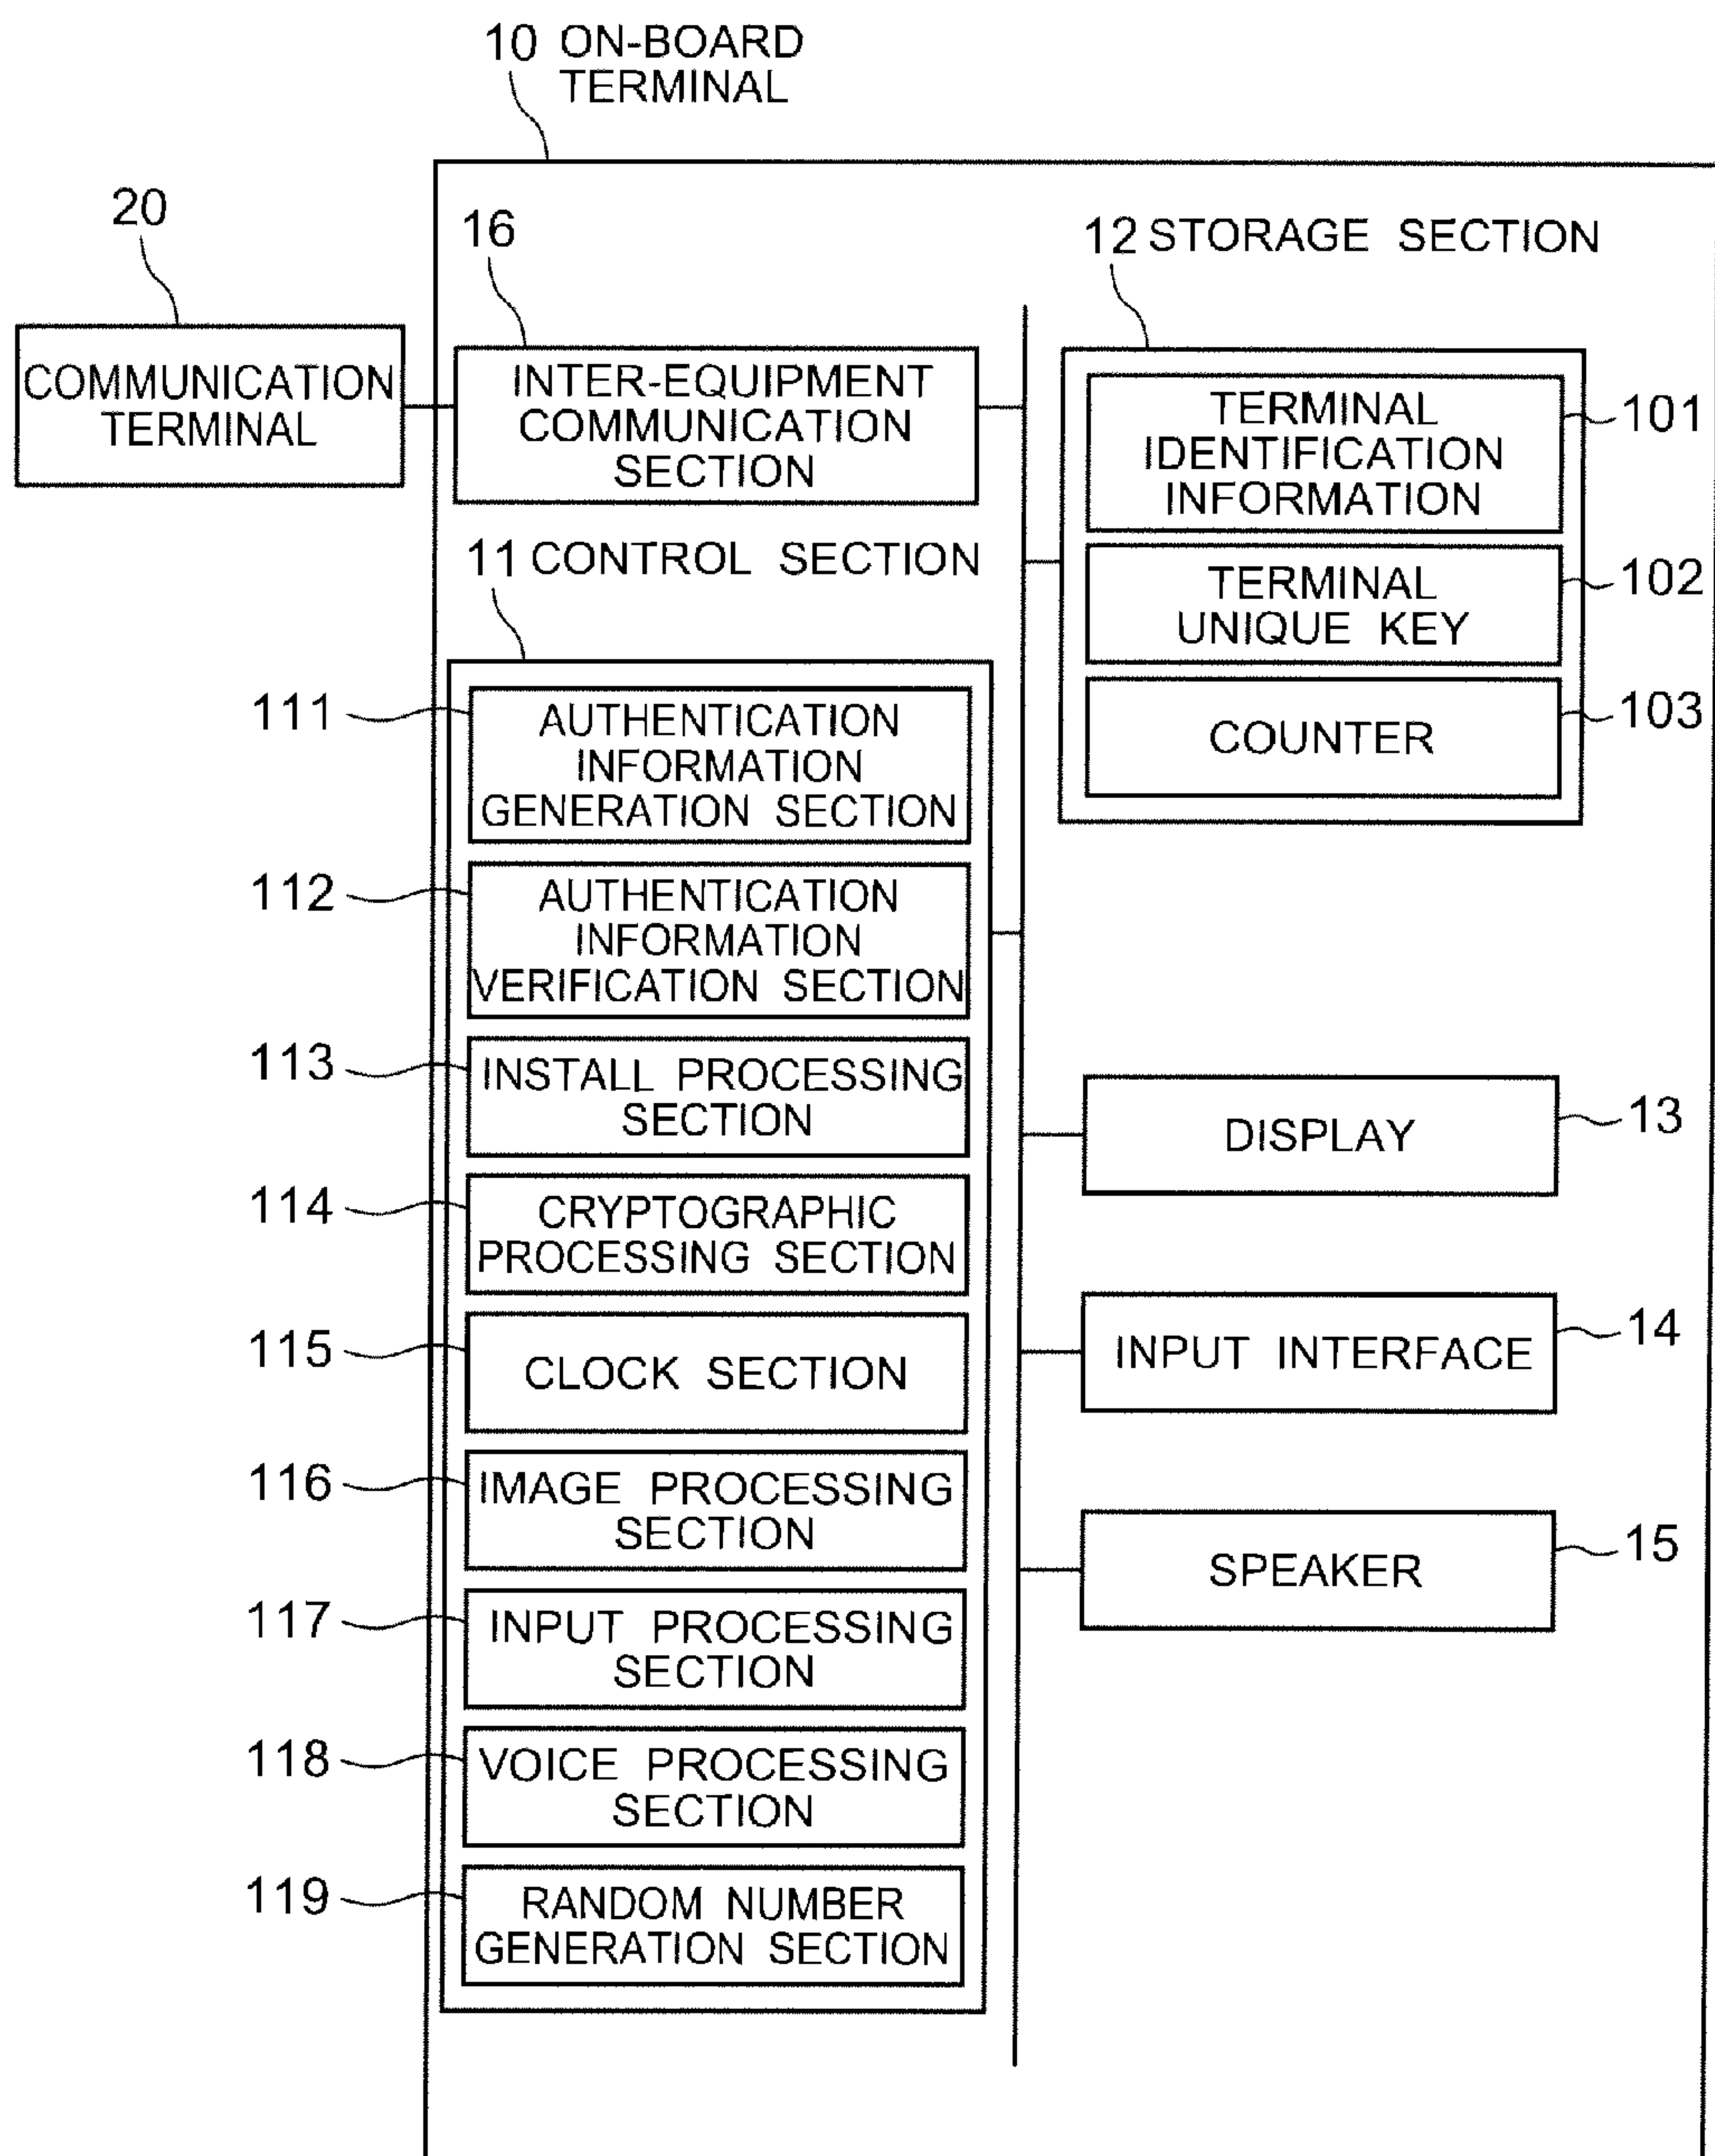 10 ON-BOARD
TERMINAL
20
COMMUNICATION
TERMINAL
16
INTER-EQUIPMENT
COMMUNICATION
SECTION
11 CONTROL SECTION
111
AUTHENTICATION
INFORMATION
GENERATION SECTION
112
AUTHENTICATION
INFORMATION
VERIFICATION SECTION
113
INSTALL PROCESSING
SECTION
114
CRYPTOGRAPHIC
PROCESSING SECTION
115
CLOCK SECTION
116
IMAGE PROCESSING
SECTION
117
INPUT PROCESSING
SECTION
118
VOICE PROCESSING
SECTION
119
RANDOM NUMBER
GENERATION SECTION
12 STORAGE SECTION
TERMINAL
IDENTIFICATION
INFORMATION
101
TERMINAL
UNIQUE KEY
102
COUNTER
103
DISPLAY
13
INPUT INTERFACE
14
SPEAKER
15